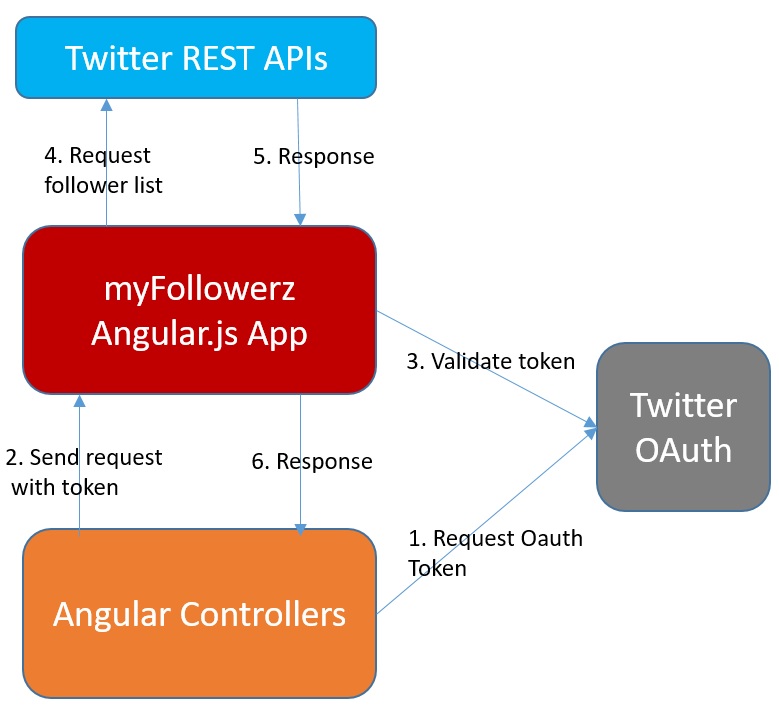 Twitter REST APIs
4. Request
follower list
5. Response
myFollowerz
Angular.js App
3. Validate token
Twitter
OAuth
2. Send request
with token
6. Response
1. Request Oauth
Token
Angular Controllers